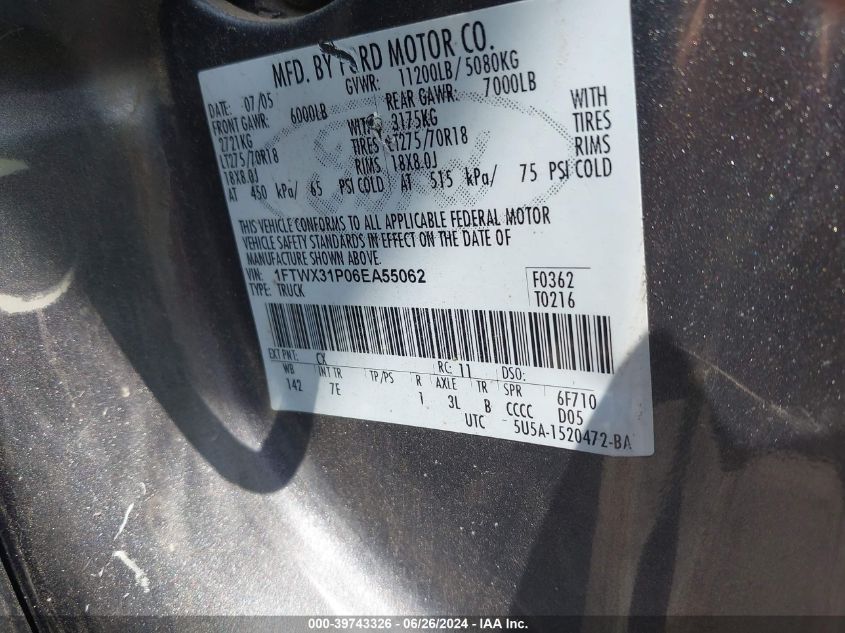 MFD. BY FORD MOTOR CO.
DATE: 07/05 GVWR: 11200LB/5080KG
FRONT GAWR: 6000LB REAR GAWR: 7000LB
2721KG WITH 3175KG WITH
LT275/70R18 TIRES LT275/70R18 TIRES
18X8.0J RIMS 18X8.0J RIMS
AT 450 kPa/ 65 PSI COLD AT 515 kPa/ 75 PSI COLD
THIS VEHICLE CONFORMS TO ALL APPLICABLE FEDERAL MOTOR
VEHICLE SAFETY STANDARDS IN EFFECT ON THE DATE OF
MANUFACTURE SHOWN ABOVE.
VIN: 1FTWX31P06EA55062 F0362
TYPE: TRUCK T0216
EXT PNT: CX RC: 11 DSO:
WB INT TR TP/PS R AXLE TR SPR 6F710
142 7E 1 3L B CCCC D05
UTC 5U5A-1520472-BA
000-39743326 - 06/26/2024 - IAA Inc.